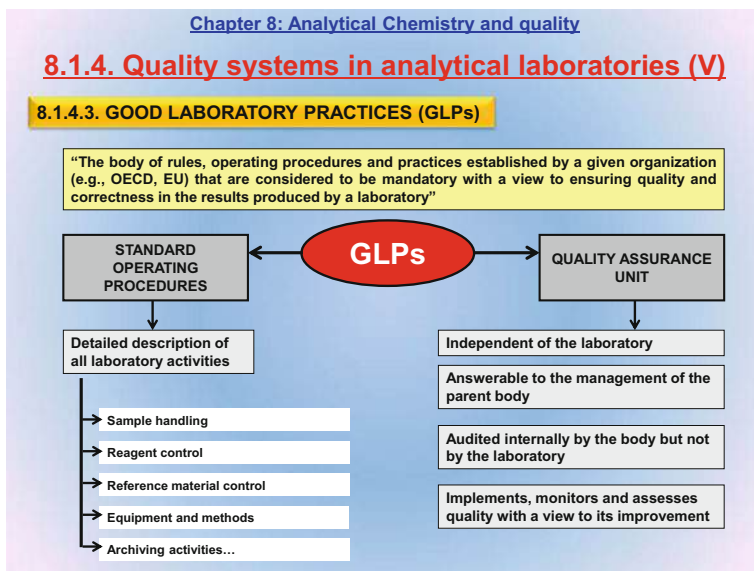 Chapter 8: Analytical Chemistry and quality
8.1.4. Quality systems in analytical laboratories (V)
8.1.4.3. GOOD LABORATORY PRACTICES (GLPs)
“The body of rules, operating procedures and practices established by a given organization
(e.g., OECD, EU) that are considered to be mandatory with a view to ensuring quality and
correctness in the results produced by a laboratory”
GLPs
STANDARD
OPERATING
PROCEDURES
Detailed description of
all laboratory activities
Sample handling
Reagent control
Reference material control
Equipment and methods
Archiving activities…
QUALITY ASSURANCE
UNIT
Independent of the laboratory
Answerable to the management of the
parent body
Audited internally by the body but not
by the laboratory
Implements, monitors and assesses
quality with a view to its improvement